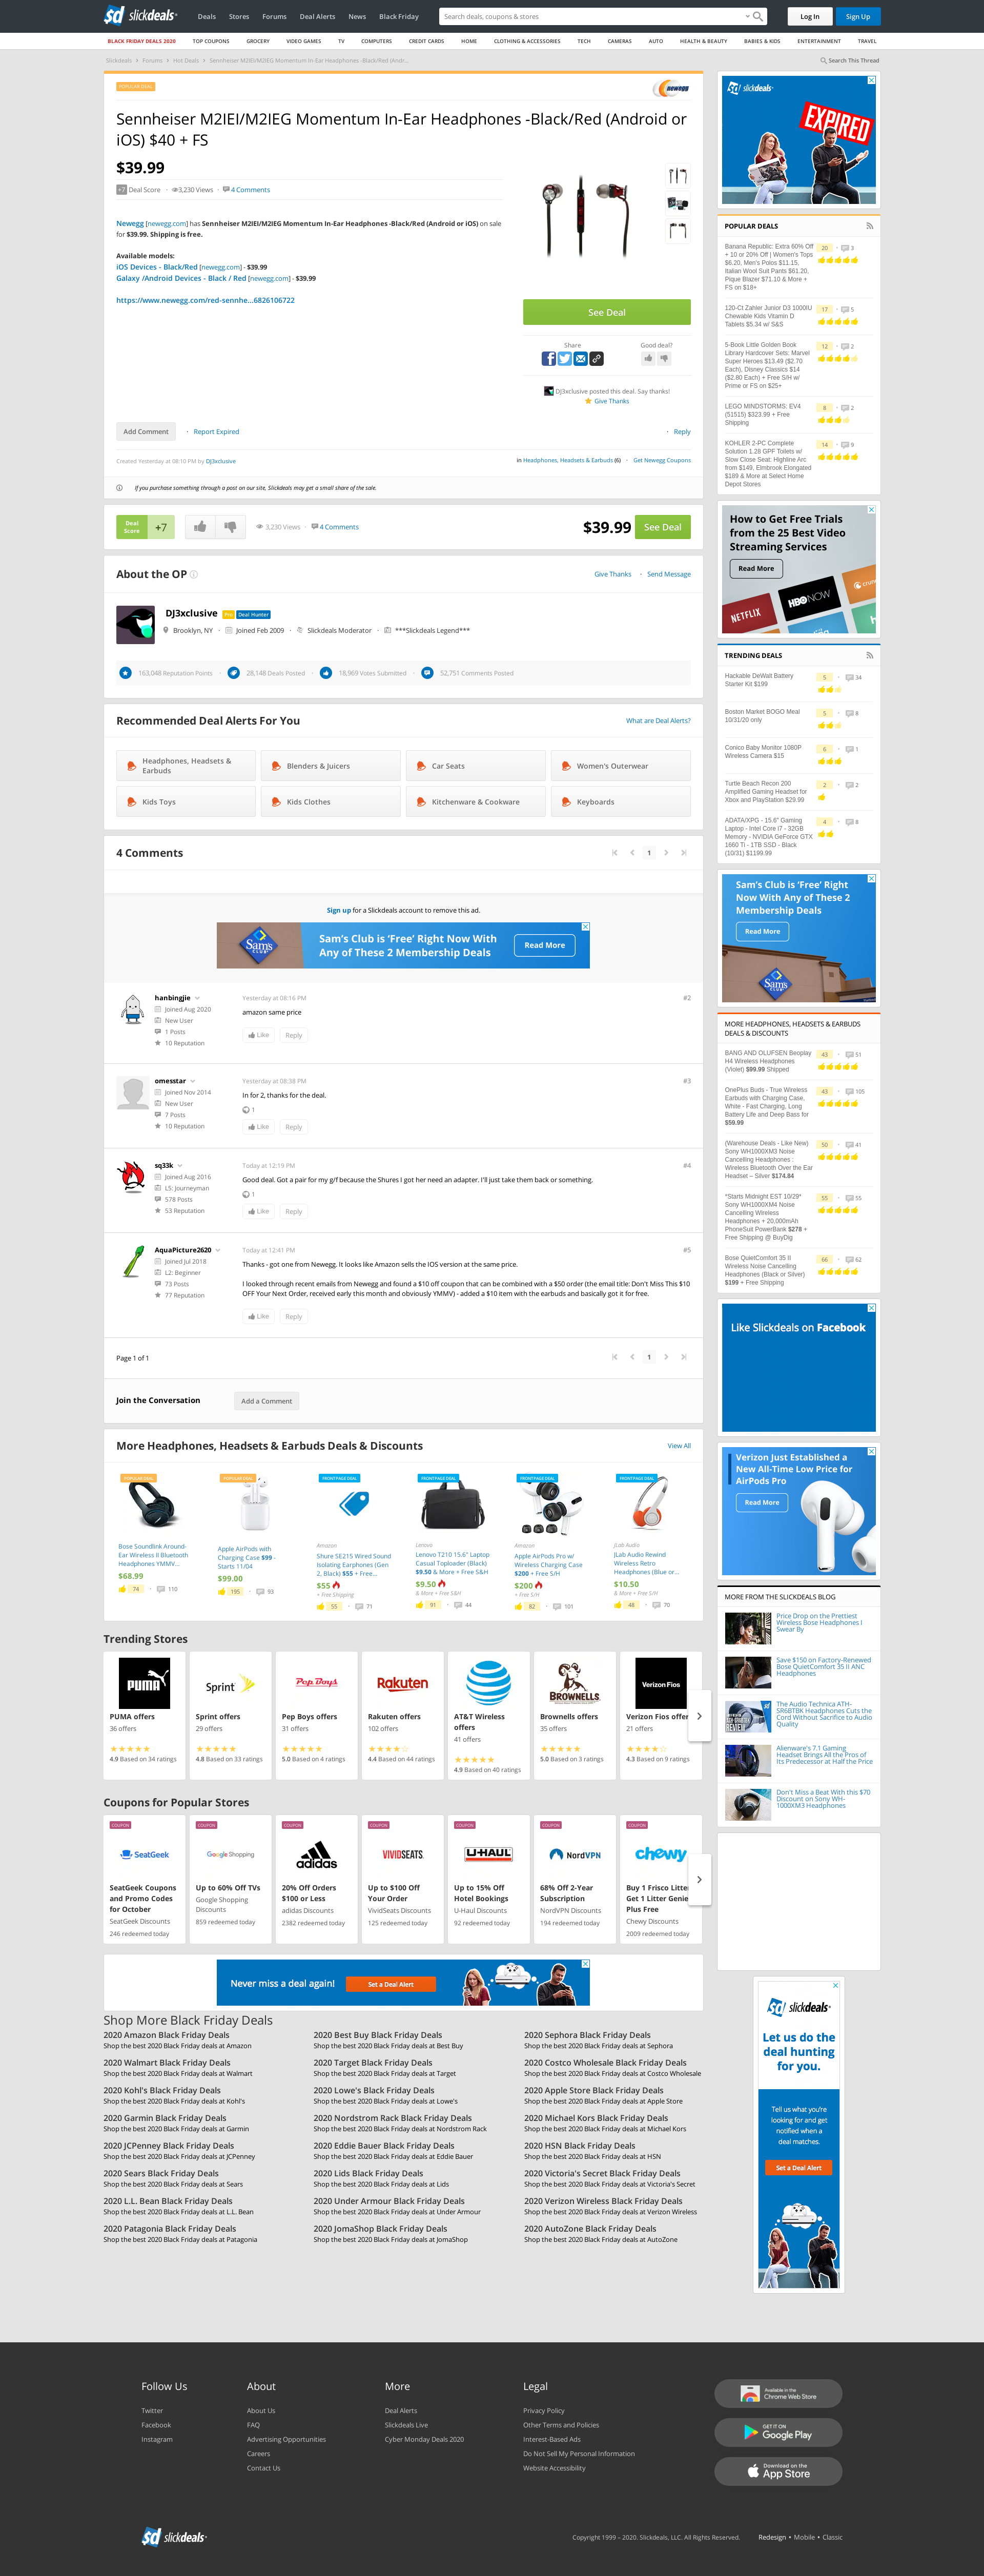 sd slickdeals
Deals Stores Forums Deal Alerts News Black Friday
Search deals, coupons & stores
Log In
Sign Up
BLACK FRIDAY DEALS 2020 TOP COUPONS GROCERY VIDEO GAMES TV COMPUTERS CREDIT CARDS HOME CLOTHING & ACCESSORIES TECH CAMERAS AUTO HEALTH & BEAUTY BABIES & KIDS ENTERTAINMENT TRAVEL
Slickdeals > Forums > Hot Deals > Sennheiser M2IEI/M2IEG Momentum In-Ear Headphones -Black/Red (Andr...
Search This Thread
POPULAR DEAL
newegg
Sennheiser M2IEI/M2IEG Momentum In-Ear Headphones -Black/Red (Android or
iOS) $40 + FS
$39.99
+7 Deal Score · 3,230 Views · 4 Comments
Newegg [newegg.com] has Sennheiser M2IEI/M2IEG Momentum In-Ear Headphones -Black/Red (Android or iOS) on sale
for $39.99. Shipping is free.
Available models:
iOS Devices - Black/Red [newegg.com] - $39.99
Galaxy /Android Devices - Black / Red [newegg.com] - $39.99
https://www.newegg.com/red-sennhe...6826106722
See Deal
Share
Good deal?
DJ3xclusive posted this deal. Say thanks!
Give Thanks
Add Comment · Report Expired
· Reply
Created Yesterday at 08:10 PM by DJ3xclusive
in Headphones, Headsets & Earbuds (6) · Get Newegg Coupons
If you purchase something through a post on our site, Slickdeals may get a small share of the sale.
Deal
Score
+7
3,230 Views · 4 Comments
$39.99
See Deal
About the OP
Give Thanks · Send Message
DJ3xclusive Pro Deal Hunter
Brooklyn, NY · Joined Feb 2009 · Slickdeals Moderator · ***Slickdeals Legend***
163,048 Reputation Points · 28,148 Deals Posted · 18,969 Votes Submitted · 52,751 Comments Posted
Recommended Deal Alerts For You
What are Deal Alerts?
Headphones, Headsets &
Earbuds
Blenders & Juicers
Car Seats
Women's Outerwear
Kids Toys
Kids Clothes
Kitchenware & Cookware
Keyboards
4 Comments
1
Sign up for a Slickdeals account to remove this ad.
Sam's Club
Sam's Club is 'Free' Right Now With
Any of These 2 Membership Deals
Read More
hanbingjie
Joined Aug 2020
New User
1 Posts
10 Reputation
Yesterday at 08:16 PM
#2
amazon same price
Like
Reply
omesstar
Joined Nov 2014
New User
7 Posts
10 Reputation
Yesterday at 08:38 PM
#3
In for 2, thanks for the deal.
1
Like
Reply
sq33k
Joined Aug 2016
L5: Journeyman
578 Posts
53 Reputation
Today at 12:19 PM
#4
Good deal. Got a pair for my g/f because the Shures I got her need an adapter. I'll just take them back or something.
1
Like
Reply
AquaPicture2620
Joined Jul 2018
L2: Beginner
73 Posts
77 Reputation
Today at 12:41 PM
#5
Thanks - got one from Newegg. It looks like Amazon sells the IOS version at the same price.
I looked through recent emails from Newegg and found a $10 off coupon that can be combined with a $50 order (the email title: Don't Miss This $10
OFF Your Next Order, received early this month and obviously YMMV) - added a $10 item with the earbuds and basically got it for free.
Like
Reply
Page 1 of 1
1
Join the Conversation
Add a Comment
More Headphones, Headsets & Earbuds Deals & Discounts
View All
POPULAR DEAL
Bose Soundlink Around-
Ear Wireless II Bluetooth
Headphones YMMV...
$68.99
74 · 110
POPULAR DEAL
Apple AirPods with
Charging Case $99 -
Starts 11/04
$99.00
195 · 93
FRONTPAGE DEAL
Amazon
Shure SE215 Wired Sound
Isolating Earphones (Gen
2, Black) $55 + Free...
$55
+ Free Shipping
55 · 71
FRONTPAGE DEAL
Lenovo
Lenovo T210 15.6" Laptop
Casual Toploader (Black)
$9.50 & More + Free S&H
$9.50
& More + Free S&H
91 · 44
FRONTPAGE DEAL
Amazon
Apple AirPods Pro w/
Wireless Charging Case
$200 + Free S/H
$200
+ Free S/H
82 · 101
FRONTPAGE DEAL
JLab Audio
JLab Audio Rewind
Wireless Retro
Headphones (Blue or...
$10.50
& More + Free S/H
48 · 70
Trending Stores
PUMA
PUMA offers
36 offers
4.9 Based on 34 ratings
Sprint
Sprint offers
29 offers
4.8 Based on 33 ratings
Pep Boys
Pep Boys offers
31 offers
5.0 Based on 4 ratings
Rakuten
Rakuten offers
102 offers
4.4 Based on 44 ratings
AT&T Wireless
offers
41 offers
4.9 Based on 40 ratings
BROWNELLS
Brownells offers
35 offers
5.0 Based on 3 ratings
Verizon Fios
Verizon Fios offers
21 offers
4.3 Based on 9 ratings
Coupons for Popular Stores
COUPON
SeatGeek
SeatGeek Coupons
and Promo Codes
for October
SeatGeek Discounts
246 redeemed today
COUPON
Google Shopping
Up to 60% Off TVs
Google Shopping
Discounts
859 redeemed today
COUPON
adidas
20% Off Orders
$100 or Less
adidas Discounts
2382 redeemed today
COUPON
VIVIDSEATS
Up to $100 Off
Your Order
VividSeats Discounts
125 redeemed today
COUPON
U-HAUL
Up to 15% Off
Hotel Bookings
U-Haul Discounts
92 redeemed today
COUPON
NordVPN
68% Off 2-Year
Subscription
NordVPN Discounts
194 redeemed today
COUPON
chewy
Buy 1 Frisco Litter,
Get 1 Litter Genie
Plus Free
Chewy Discounts
2009 redeemed today
Never miss a deal again!
Set a Deal Alert
Shop More Black Friday Deals
2020 Amazon Black Friday Deals
Shop the best 2020 Black Friday deals at Amazon
2020 Best Buy Black Friday Deals
Shop the best 2020 Black Friday deals at Best Buy
2020 Sephora Black Friday Deals
Shop the best 2020 Black Friday deals at Sephora
2020 Walmart Black Friday Deals
Shop the best 2020 Black Friday deals at Walmart
2020 Target Black Friday Deals
Shop the best 2020 Black Friday deals at Target
2020 Costco Wholesale Black Friday Deals
Shop the best 2020 Black Friday deals at Costco Wholesale
2020 Kohl's Black Friday Deals
Shop the best 2020 Black Friday deals at Kohl's
2020 Lowe's Black Friday Deals
Shop the best 2020 Black Friday deals at Lowe's
2020 Apple Store Black Friday Deals
Shop the best 2020 Black Friday deals at Apple Store
2020 Garmin Black Friday Deals
Shop the best 2020 Black Friday deals at Garmin
2020 Nordstrom Rack Black Friday Deals
Shop the best 2020 Black Friday deals at Nordstrom Rack
2020 Michael Kors Black Friday Deals
Shop the best 2020 Black Friday deals at Michael Kors
2020 JCPenney Black Friday Deals
Shop the best 2020 Black Friday deals at JCPenney
2020 Eddie Bauer Black Friday Deals
Shop the best 2020 Black Friday deals at Eddie Bauer
2020 HSN Black Friday Deals
Shop the best 2020 Black Friday deals at HSN
2020 Sears Black Friday Deals
Shop the best 2020 Black Friday deals at Sears
2020 Lids Black Friday Deals
Shop the best 2020 Black Friday deals at Lids
2020 Victoria's Secret Black Friday Deals
Shop the best 2020 Black Friday deals at Victoria's Secret
2020 L.L. Bean Black Friday Deals
Shop the best 2020 Black Friday deals at L.L. Bean
2020 Under Armour Black Friday Deals
Shop the best 2020 Black Friday deals at Under Armour
2020 Verizon Wireless Black Friday Deals
Shop the best 2020 Black Friday deals at Verizon Wireless
2020 Patagonia Black Friday Deals
Shop the best 2020 Black Friday deals at Patagonia
2020 JomaShop Black Friday Deals
Shop the best 2020 Black Friday deals at JomaShop
2020 AutoZone Black Friday Deals
Shop the best 2020 Black Friday deals at AutoZone
sd slickdeals
EXPIRED
POPULAR DEALS
Banana Republic: Extra 60% Off
+ 10 or 20% Off | Women's Tops
$6.20, Men's Polos $11.15,
Italian Wool Suit Pants $61.20,
Pique Blazer $71.10 & More +
FS on $18+
20 · 3
120-Ct Zahler Junior D3 1000IU
Chewable Kids Vitamin D
Tablets $5.34 w/ S&S
17 · 5
5-Book Little Golden Book
Library Hardcover Sets: Marvel
Super Heroes $13.49 ($2.70
Each), Disney Classics $14
($2.80 Each) + Free S/H w/
Prime or FS on $25+
12 · 2
LEGO MINDSTORMS: EV4
(51515) $323.99 + Free
Shipping
8 · 2
KOHLER 2-PC Complete
Solution 1.28 GPF Toilets w/
Slow Close Seat: Highline Arc
from $149, Elmbrook Elongated
$189 & More at Select Home
Depot Stores
14 · 9
How to Get Free Trials
from the 25 Best Video
Streaming Services
Read More
NETFLIX
HBO NOW
crunc
TRENDING DEALS
Hackable DeWalt Battery
Starter Kit $199
5 · 34
Boston Market BOGO Meal
10/31/20 only
5 · 8
Conico Baby Monitor 1080P
Wireless Camera $15
6 · 1
Turtle Beach Recon 200
Amplified Gaming Headset for
Xbox and PlayStation $29.99
2 · 2
ADATA/XPG - 15.6" Gaming
Laptop - Intel Core i7 - 32GB
Memory - NVIDIA GeForce GTX
1660 Ti - 1TB SSD - Black
(10/31) $1199.99
4 · 8
Sam's Club is 'Free' Right
Now With Any of These 2
Membership Deals
Read More
Sam's Club
MORE HEADPHONES, HEADSETS & EARBUDS
DEALS & DISCOUNTS
BANG AND OLUFSEN Beoplay
H4 Wireless Headphones
(Violet) $99.99 Shipped
43 · 51
OnePlus Buds - True Wireless
Earbuds with Charging Case,
White - Fast Charging, Long
Battery Life and Deep Bass for
$59.99
43 · 105
(Warehouse Deals - Like New)
Sony WH1000XM3 Noise
Cancelling Headphones :
Wireless Bluetooth Over the Ear
Headset – Silver $174.84
50 · 41
*Starts Midnight EST 10/29*
Sony WH1000XM4 Noise
Cancelling Wireless
Headphones + 20,000mAh
PhoneSuit PowerBank $278 +
Free Shipping @ BuyDig
55 · 55
Bose QuietComfort 35 II
Wireless Noise Cancelling
Headphones (Black or Silver)
$199 + Free Shipping
66 · 62
Like Slickdeals on Facebook
Verizon Just Established a
New All-Time Low Price for
AirPods Pro
Read More
MORE FROM THE SLICKDEALS BLOG
Price Drop on the Prettiest
Wireless Bose Headphones I
Swear By
Save $150 on Factory-Renewed
Bose QuietComfort 35 II ANC
Headphones
The Audio Technica ATH-
SR6BTBK Headphones Cuts the
Cord Without Sacrifice to Audio
Quality
Alienware's 7.1 Gaming
Headset Brings All the Pros of
Its Predecessor at Half the Price
Don't Miss a Beat With this $70
Discount on Sony WH-
1000XM3 Headphones
sd slickdeals
Let us do the
deal hunting
for you.
Tell us what you're
looking for and get
notified when a
deal matches.
Set a Deal Alert
Follow Us
Twitter
Facebook
Instagram
About
About Us
FAQ
Advertising Opportunities
Careers
Contact Us
More
Deal Alerts
Slickdeals Live
Cyber Monday Deals 2020
Legal
Privacy Policy
Other Terms and Policies
Interest-Based Ads
Do Not Sell My Personal Information
Website Accessibility
Available in the
Chrome Web Store
GET IT ON
Google Play
Download on the
App Store
sd slickdeals
Copyright 1999 – 2020. Slickdeals, LLC. All Rights Reserved.
Redesign • Mobile • Classic